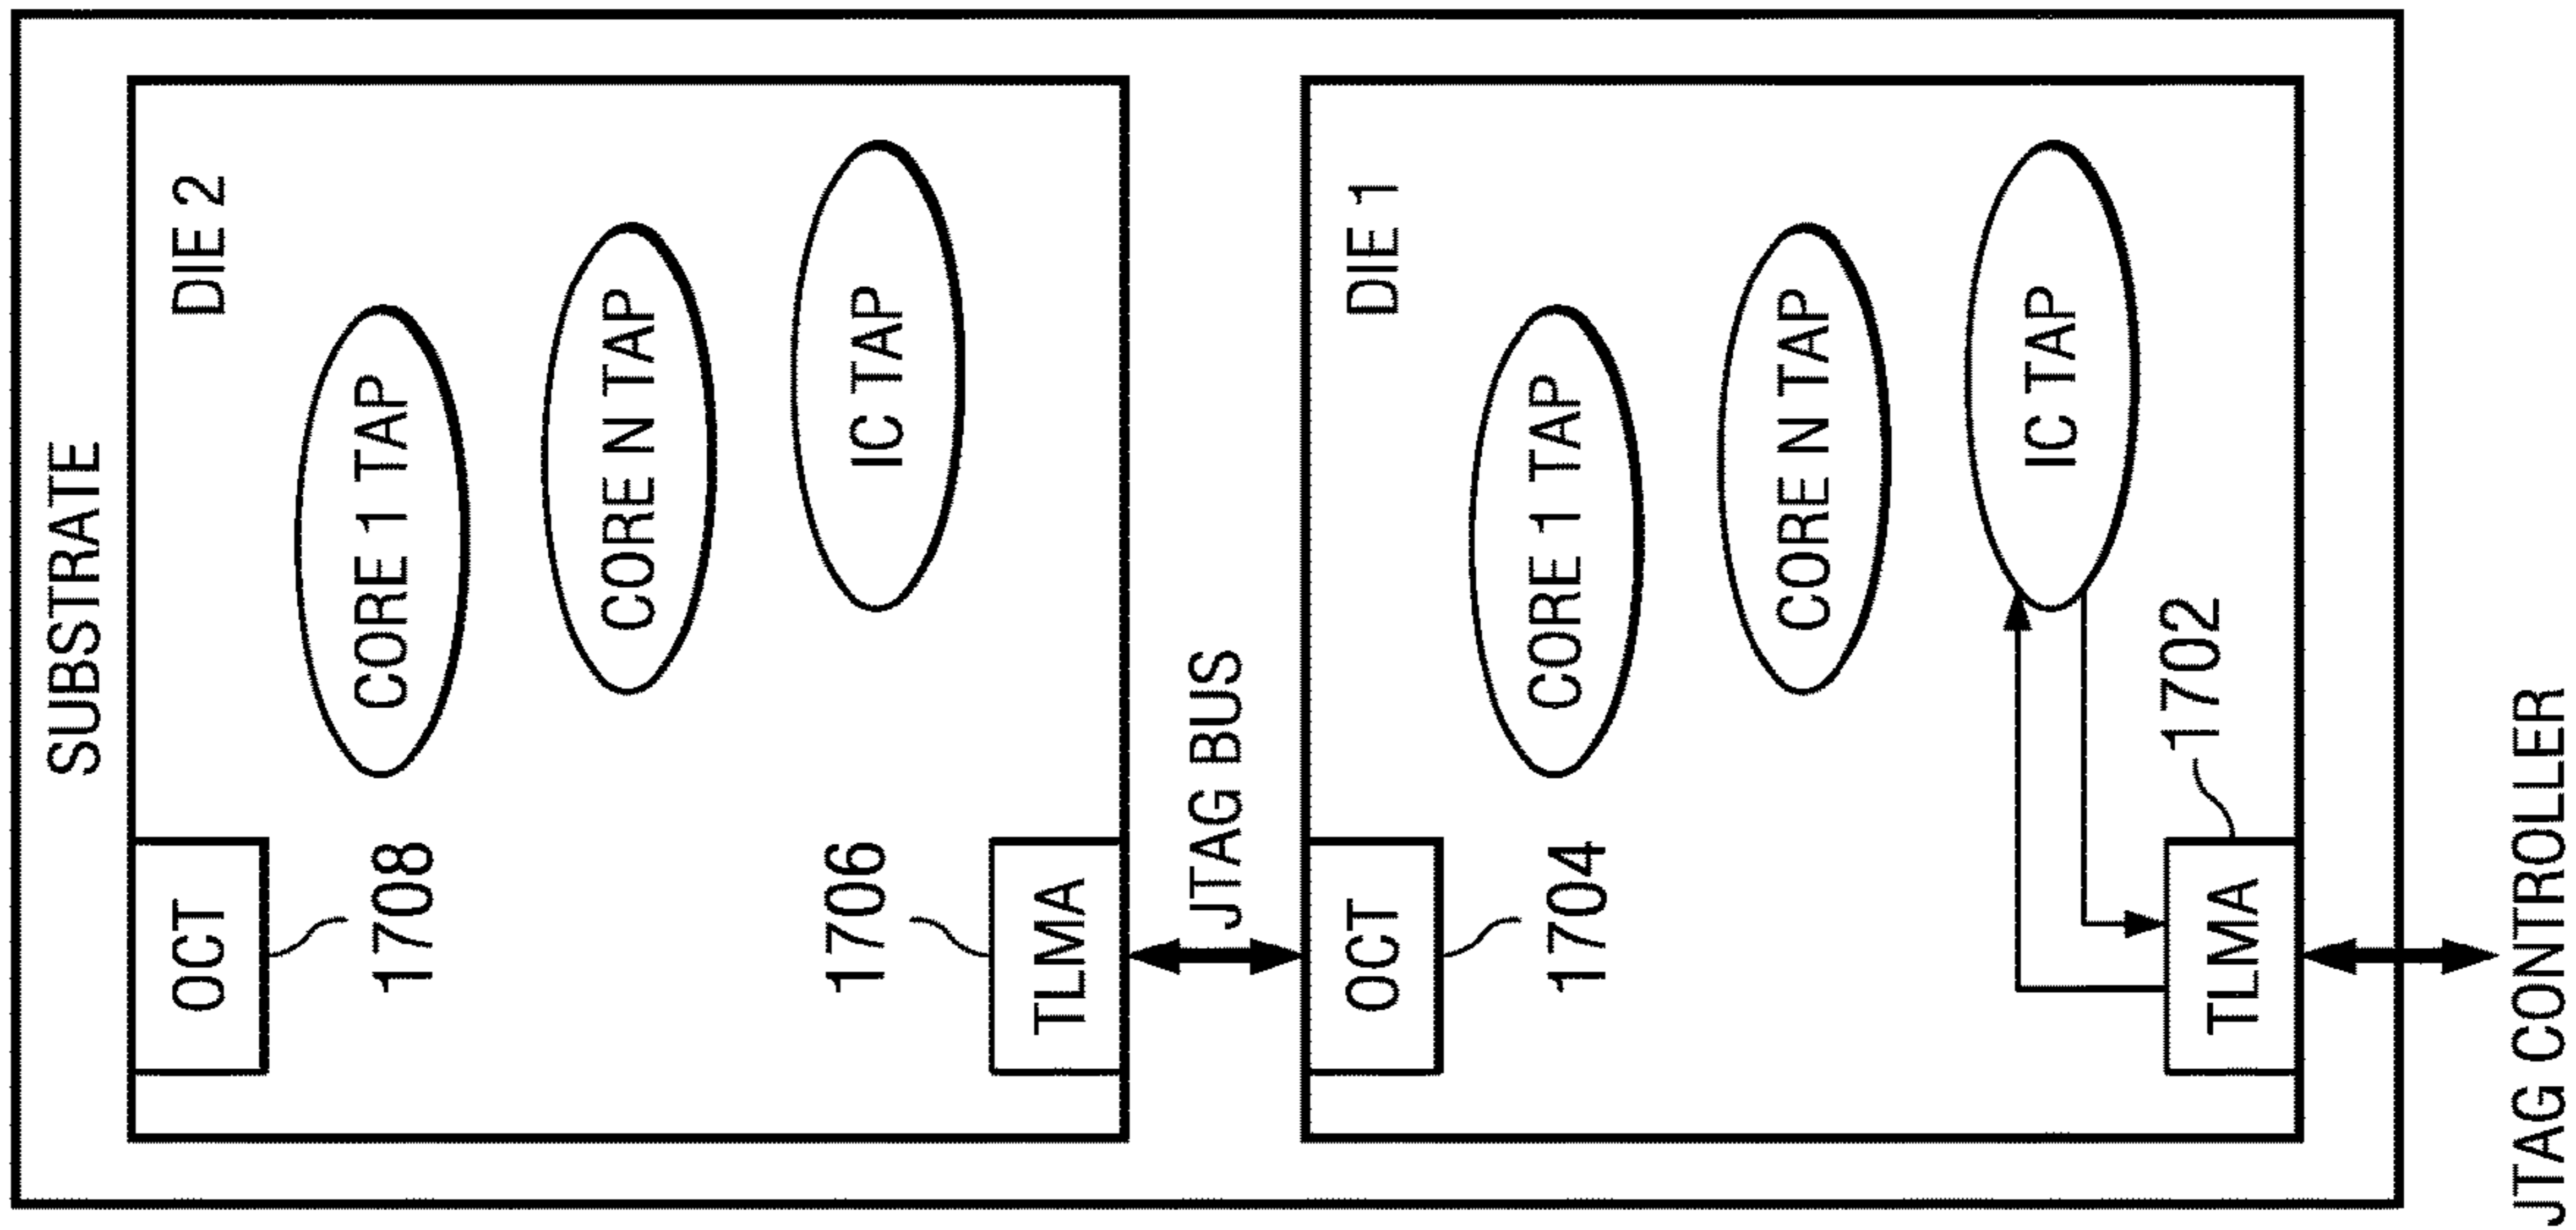 SUBSTRATE
DIE 2
CORE 1 TAP
CORE N TAP
IC TAP
OCT
1708
1706
TLMA
JTAG BUS
DIE 1
CORE 1 TAP
CORE N TAP
IC TAP
OCT
1704
1702
TLMA
JTAG CONTROLLER